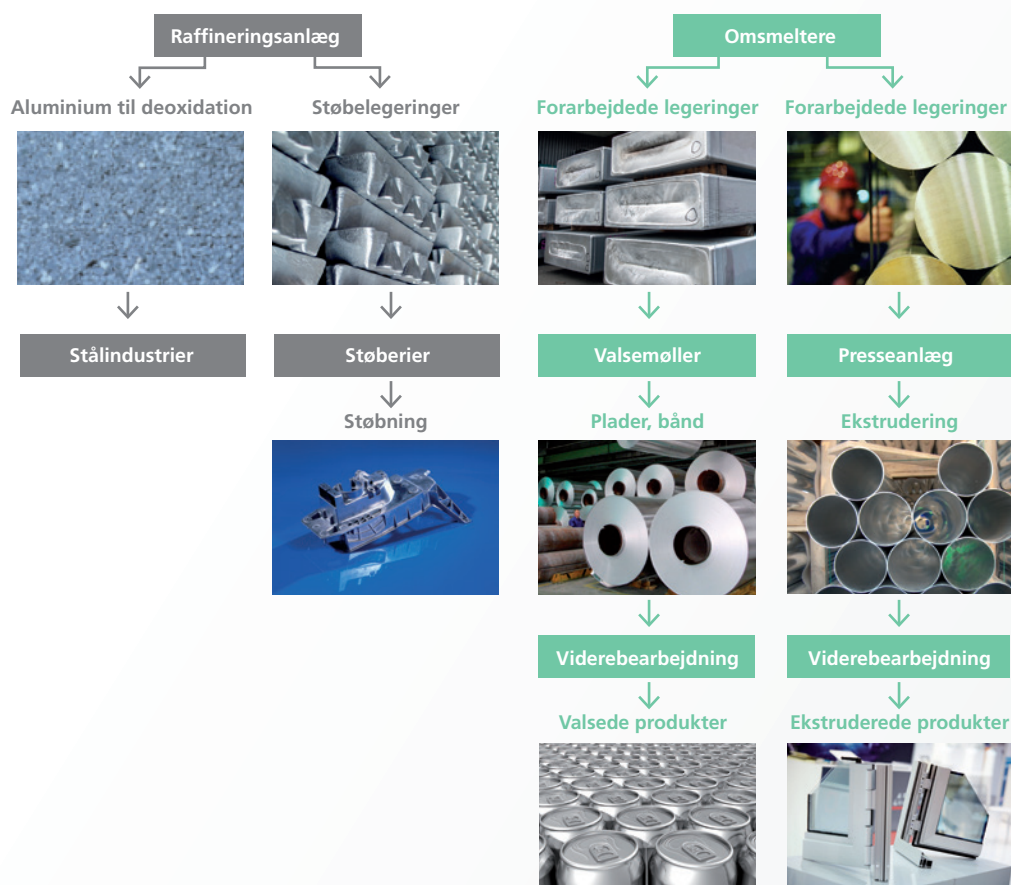 Raffineringsanlæg
Omsmeltere
Aluminium til deoxidation
Støbelegeringer
Forarbejdede legeringer
Forarbejdede legeringer
Stålindustrier
Støberier
Valsemøller
Presseanlæg
Støbning
Plader, bånd
Ekstrudering
Viderebearbejdning
Viderebearbejdning
Valsede produkter
Ekstruderede produkter